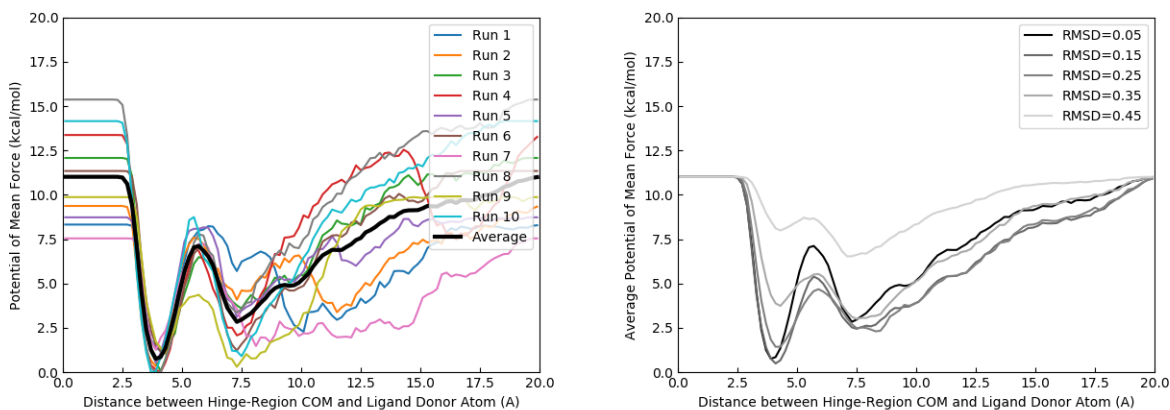 20.0
17.5
15.0
12.5
10.0
7.5
5.0
2.5
0.0
Potential of Mean Force (kcal/mol)
Run 1
Run 2
Run 3
Run 4
Run 5
Run 6
Run 7
Run 8
Run 9
Run 10
Average
0.0 2.5 5.0 7.5 10.0 12.5 15.0 17.5 20.0
Distance between Hinge-Region COM and Ligand Donor Atom (A)
20.0
17.5
15.0
12.5
10.0
7.5
5.0
2.5
0.0
Average Potential of Mean Force (kcal/mol)
RMSD=0.05
RMSD=0.15
RMSD=0.25
RMSD=0.35
RMSD=0.45
0.0 2.5 5.0 7.5 10.0 12.5 15.0 17.5 20.0
Distance between Hinge-Region COM and Ligand Donor Atom (A)